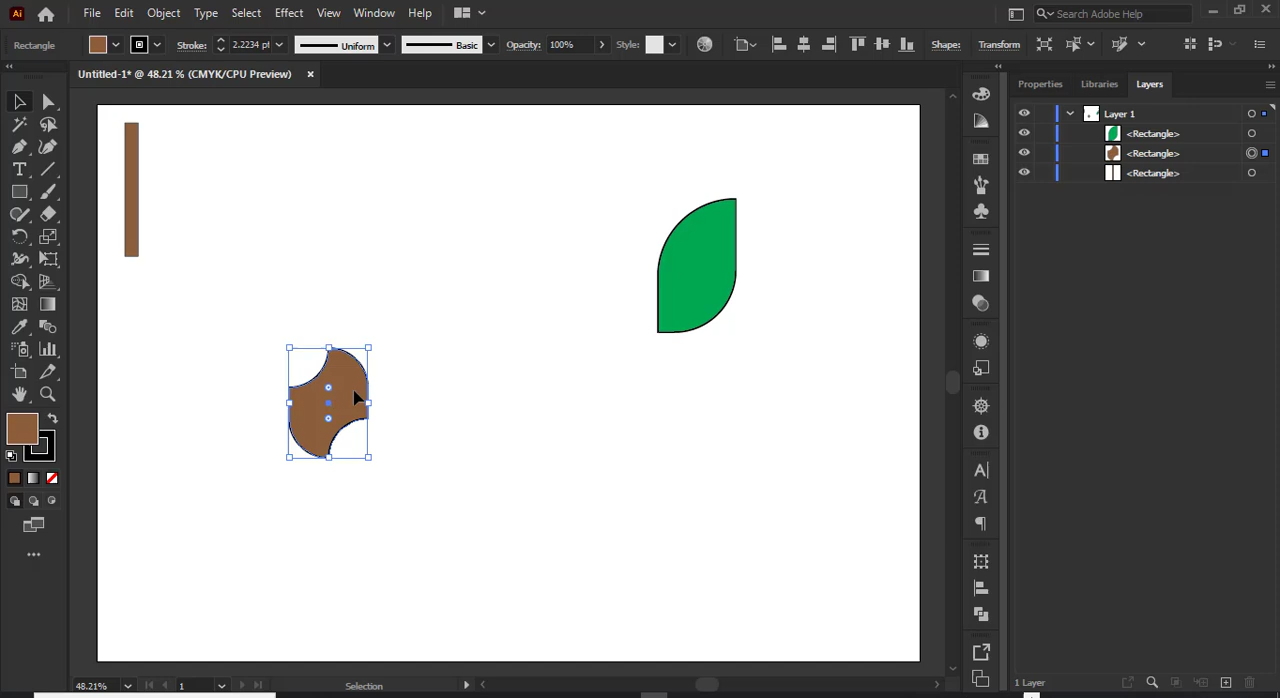 Ai File Edit Object Type Select Effect View Window Help Search Adobe Help
Rectangle Stroke: 2.2234 pt Uniform Basic Opacity: 100% Style: Shape: Transform
Untitled-1* @ 48.21 % (CMYK/CPU Preview) ×
Properties Libraries Layers
Layer 1
<Rectangle>
<Rectangle>
<Rectangle>
48.21% 1 Selection
1 Layer